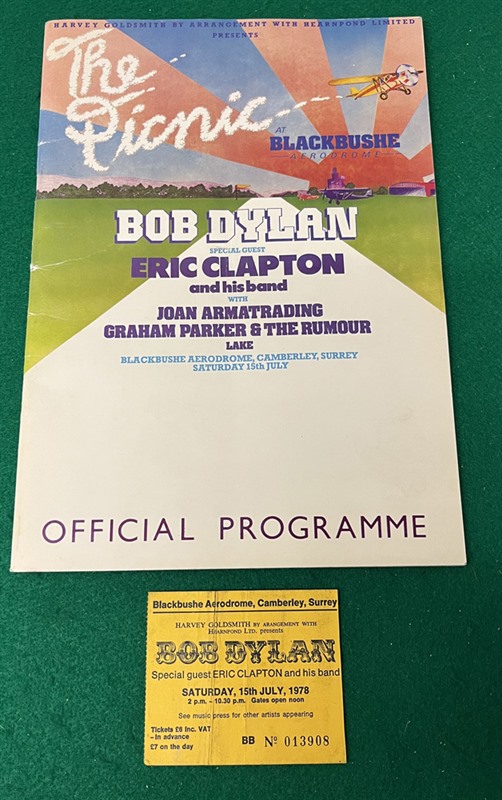 HARVEY GOLDSMITH BY ARRANGEMENT WITH HEARNPOND LIMITED
PRESENTS
The
Picnic
AT
BLACKBUSHE
AERODROME
BOB DYLAN
SPECIAL GUEST
ERIC CLAPTON
and his band
WITH
JOAN ARMATRADING
GRAHAM PARKER & THE RUMOUR
LAKE
BLACKBUSHE AERODROME, CAMBERLEY, SURREY
SATURDAY 15th JULY
OFFICIAL PROGRAMME
Blackbushe Aerodrome, Camberley, Surrey
HARVEY GOLDSMITH BY ARANGEMENT WITH
HEARNPOND LTD. presents
BOB DYLAN
Special guest ERIC CLAPTON and his band
SATURDAY, 15th JULY, 1978
2 p.m. - 10.30 p.m. Gates open noon
See music press for other artists appearing
Tickets £6 Inc. VAT
- In advance
£7 on the day
BB Nº 013908